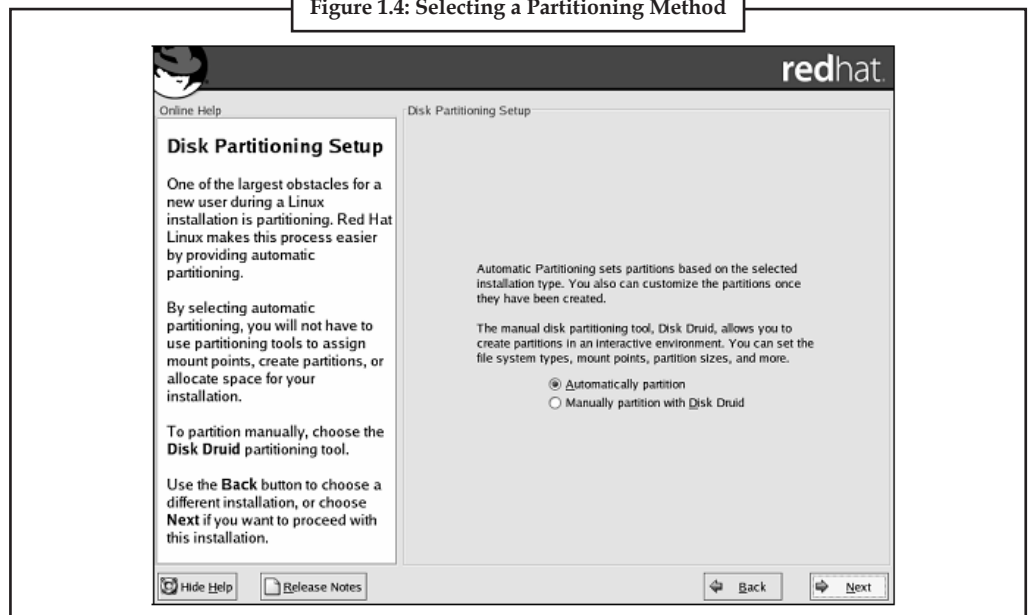 Figure 1.4: Selecting a Partitioning Method
redhat.
Online Help
Disk Partitioning Setup
One of the largest obstacles for a
new user during a Linux
installation is partitioning. Red Hat
Linux makes this process easier
by providing automatic
partitioning.
By selecting automatic
partitioning, you will not have to
use partitioning tools to assign
mount points, create partitions, or
allocate space for your
installation.
To partition manually, choose the
Disk Druid partitioning tool.
Use the Back button to choose a
different installation, or choose
Next if you want to proceed with
this installation.
Disk Partitioning Setup
Automatic Partitioning sets partitions based on the selected
installation type. You also can customize the partitions once
they have been created.
The manual disk partitioning tool, Disk Druid, allows you to
create partitions in an interactive environment. You can set the
file system types, mount points, partition sizes, and more.
Automatically partition
Manually partition with Disk Druid
Hide Help
Release Notes
Back
Next